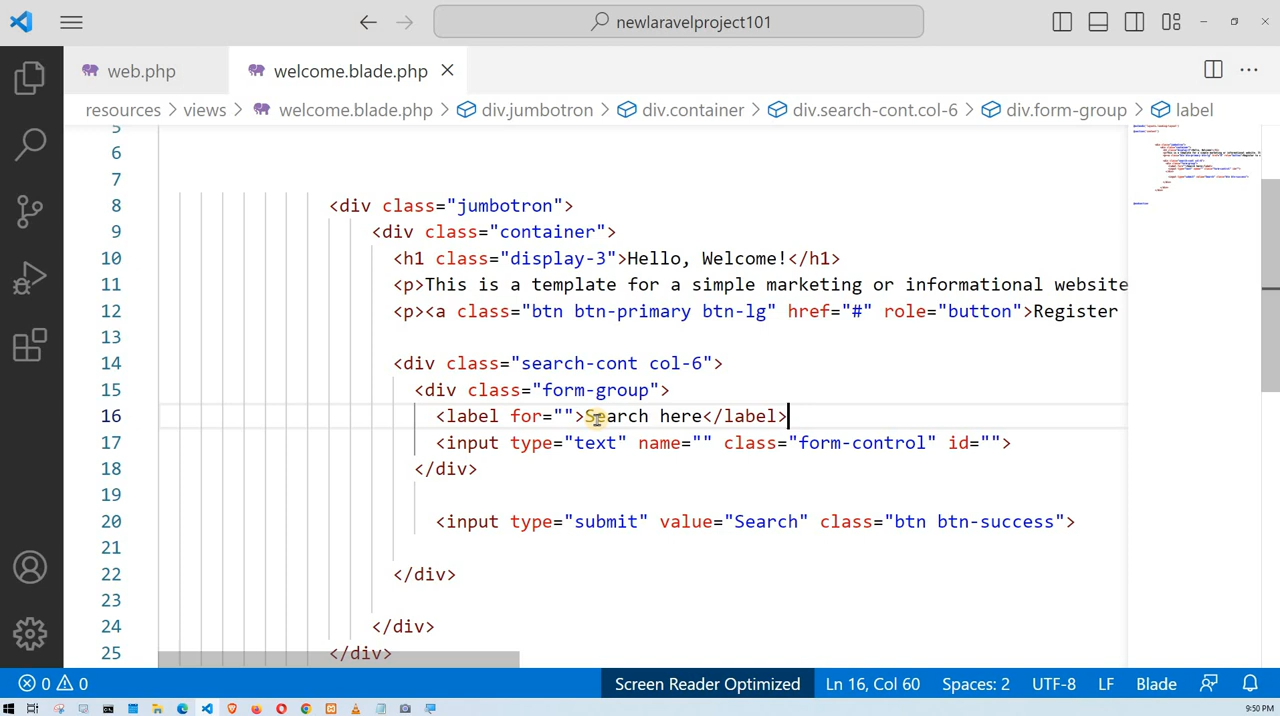 newlaravelproject101
web.php
welcome.blade.php
resources > views > welcome.blade.php > div.jumbotron > div.container > div.search-cont.col-6 > div.form-group > label
5
6
7
8 <div class="jumbotron">
9 <div class="container">
10 <h1 class="display-3">Hello, Welcome!</h1>
11 <p>This is a template for a simple marketing or informational website
12 <p><a class="btn btn-primary btn-lg" href="#" role="button">Register
13
14 <div class="search-cont col-6">
15 <div class="form-group">
16 <label for="">Search here</label>
17 <input type="text" name="" class="form-control" id="">
18 </div>
19
20 <input type="submit" value="Search" class="btn btn-success">
21
22 </div>
23
24 </div>
25 </div>
0 0 Screen Reader Optimized Ln 16, Col 60 Spaces: 2 UTF-8 LF Blade
9:50 PM